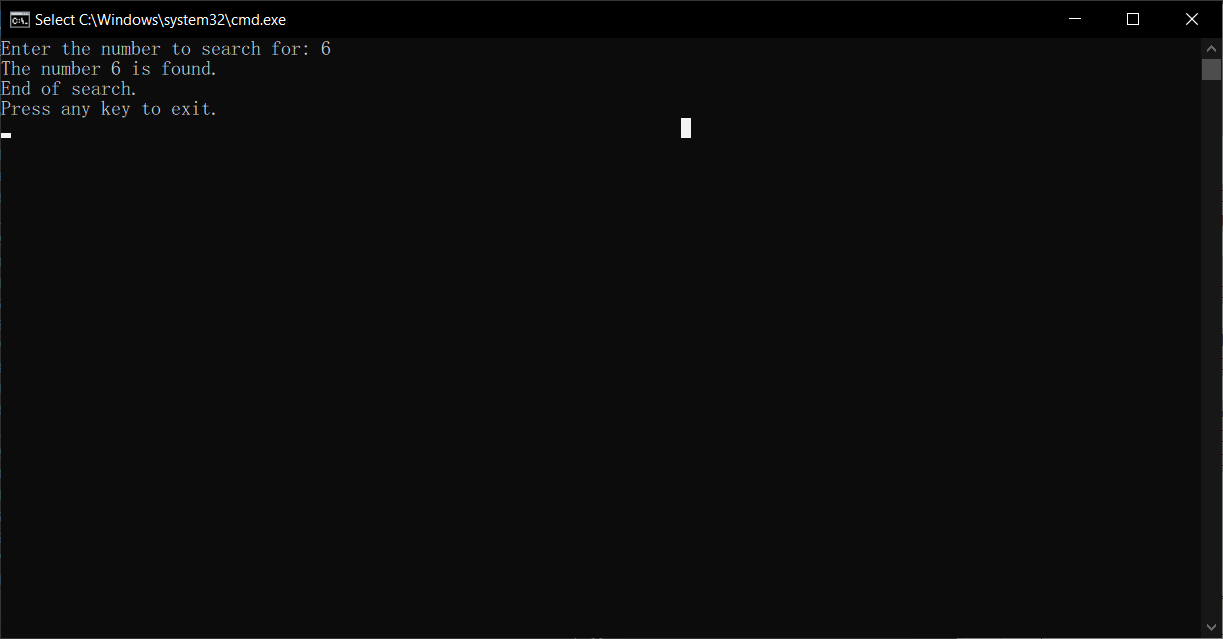 Select C:\Windows\system32\cmd.exe
Enter the number to search for: 6
The number 6 is found.
End of search.
Press any key to exit.